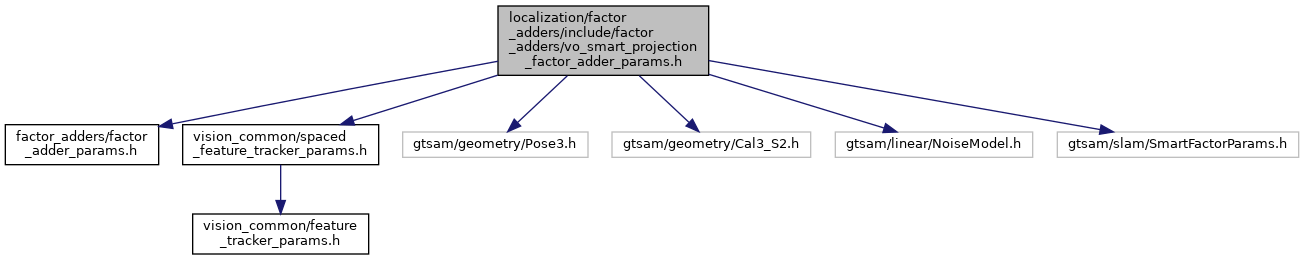 localization/factor
_adders/include/factor
_adders/vo_smart_projection
_factor_adder_params.h
factor_adders/factor
_adder_params.h
vision_common/spaced
_feature_tracker_params.h
gtsam/geometry/Pose3.h
gtsam/geometry/Cal3_S2.h
gtsam/linear/NoiseModel.h
gtsam/slam/SmartFactorParams.h
vision_common/feature
_tracker_params.h